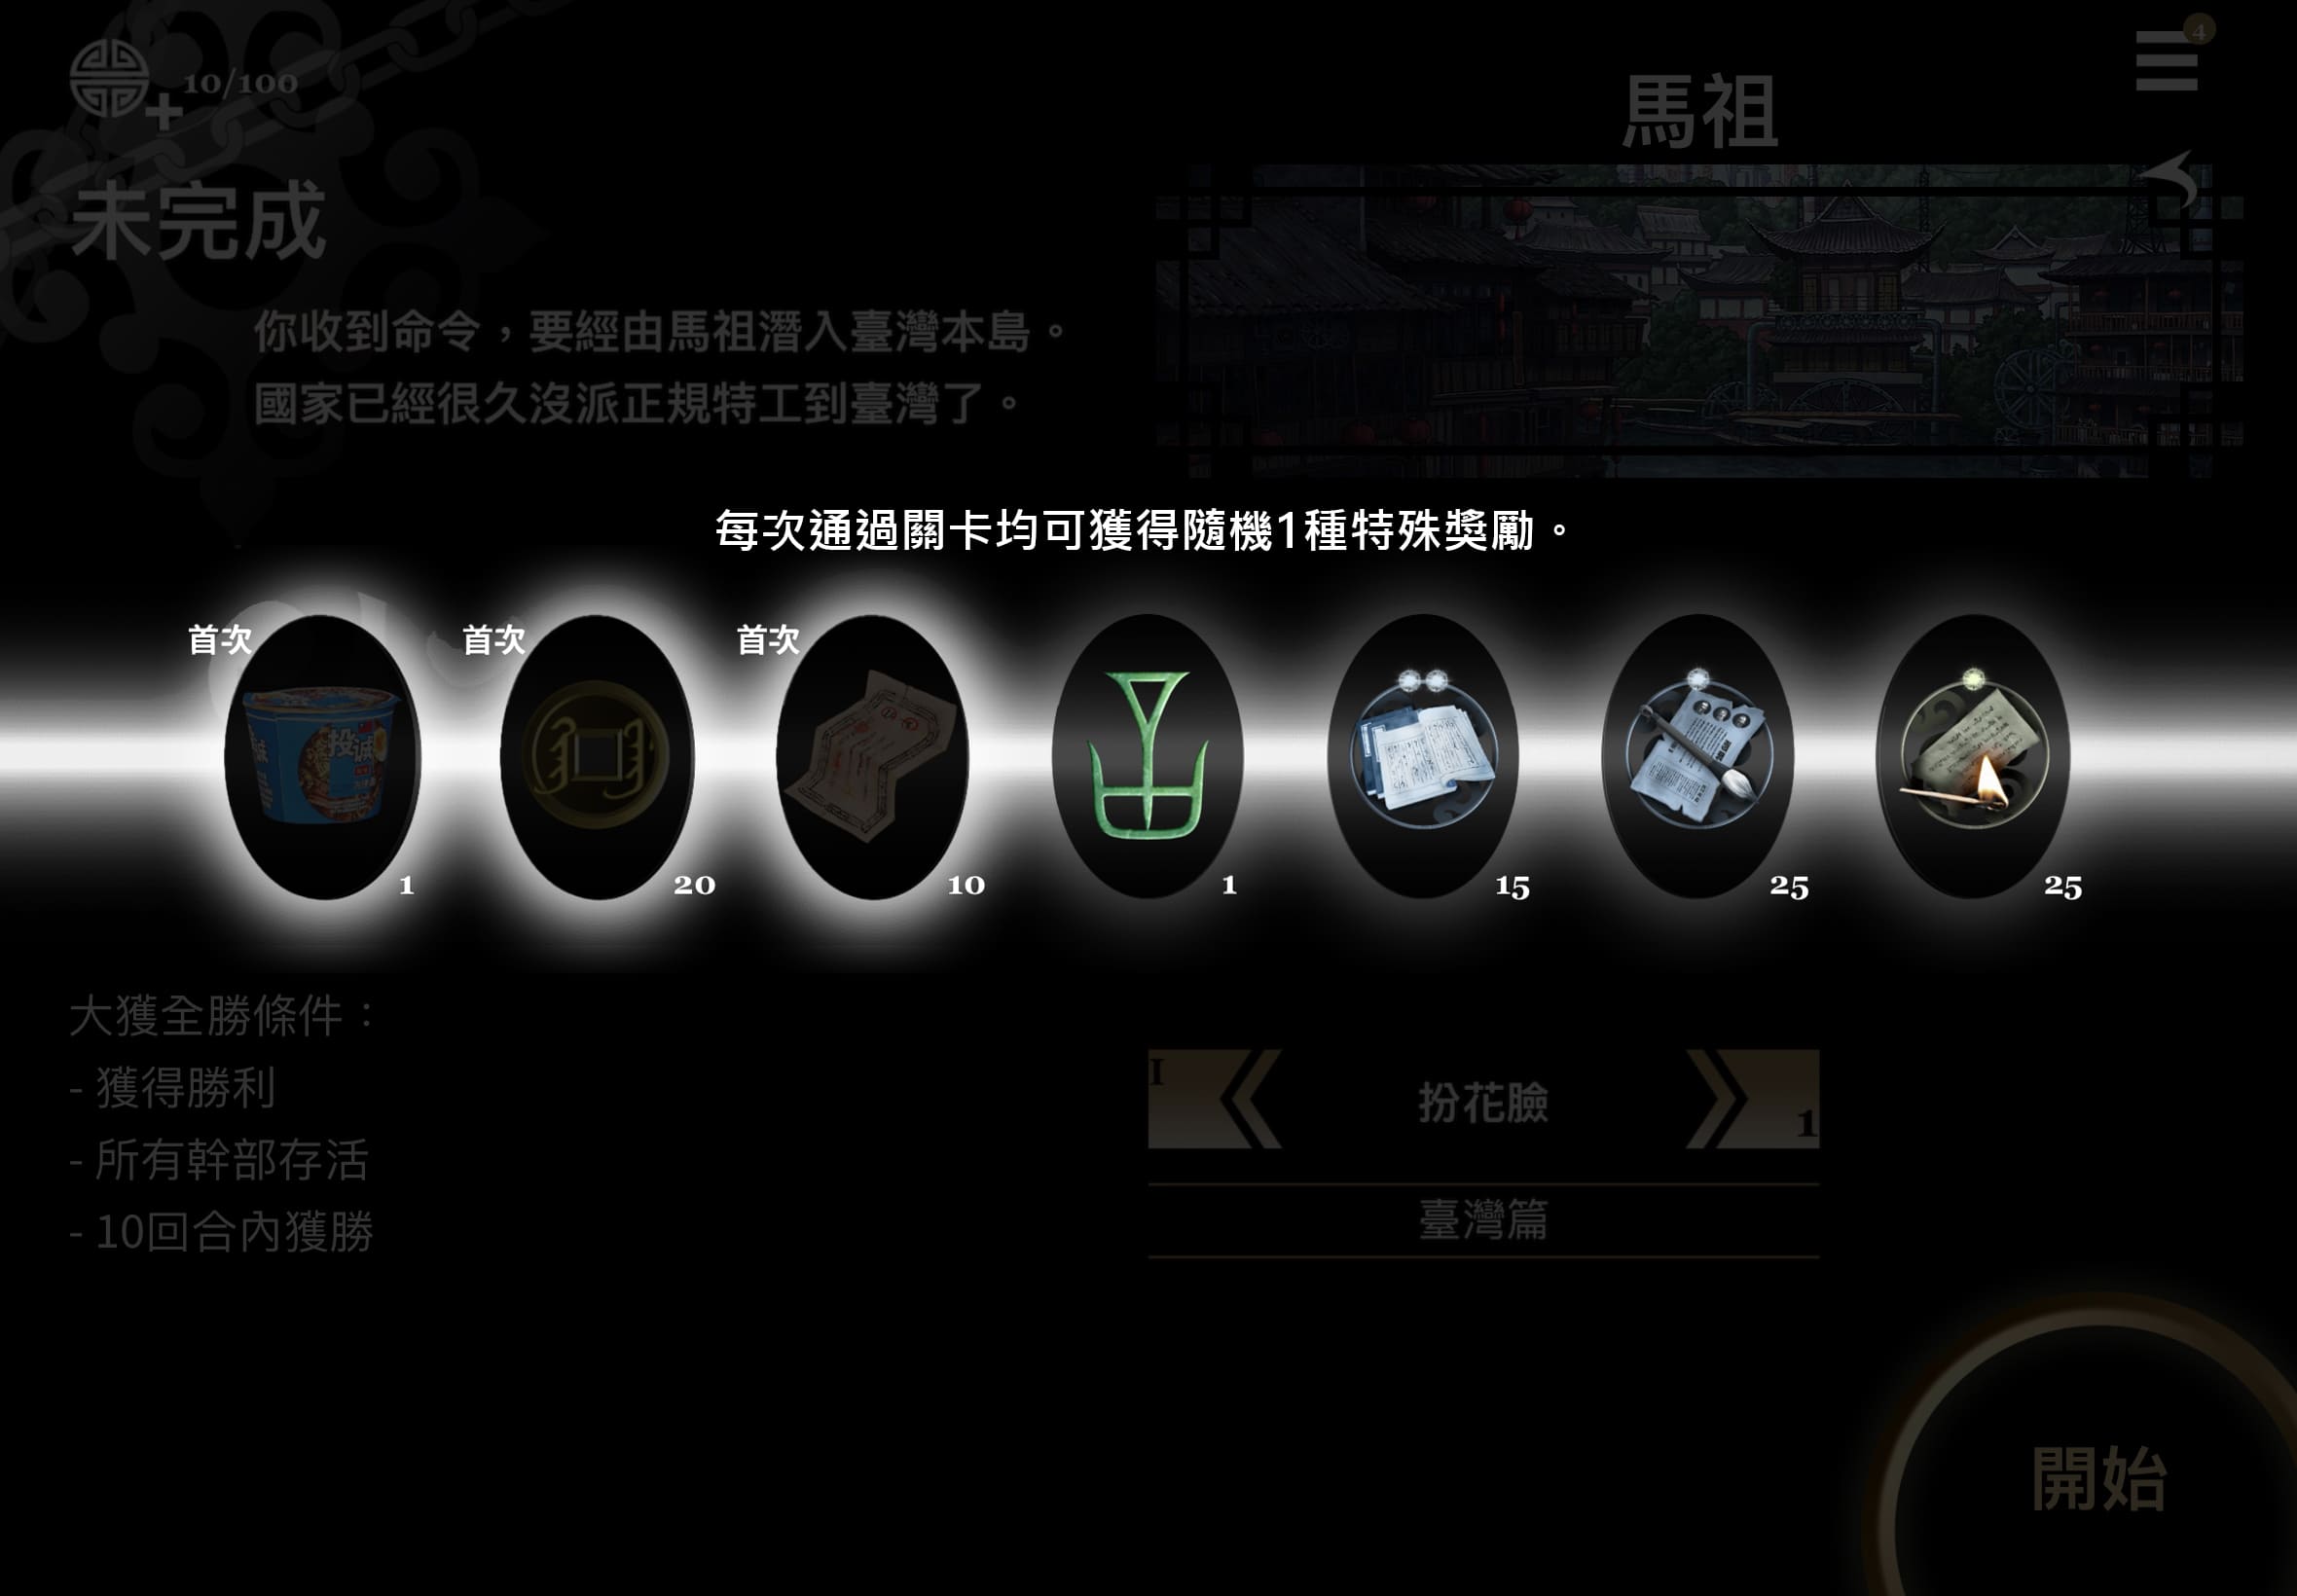 10/100
4
馬祖
未完成
你收到命令，要經由馬祖潛入臺灣本島。
國家已經很久沒派正規特工到臺灣了。
每次通過關卡均可獲得隨機1種特殊獎勵。
首次
首次
首次
投誠
1
20
10
1
15
25
25
大獲全勝條件：
- 獲得勝利
- 所有幹部存活
- 10回合內獲勝
I
扮花臉
1
臺灣篇
開始